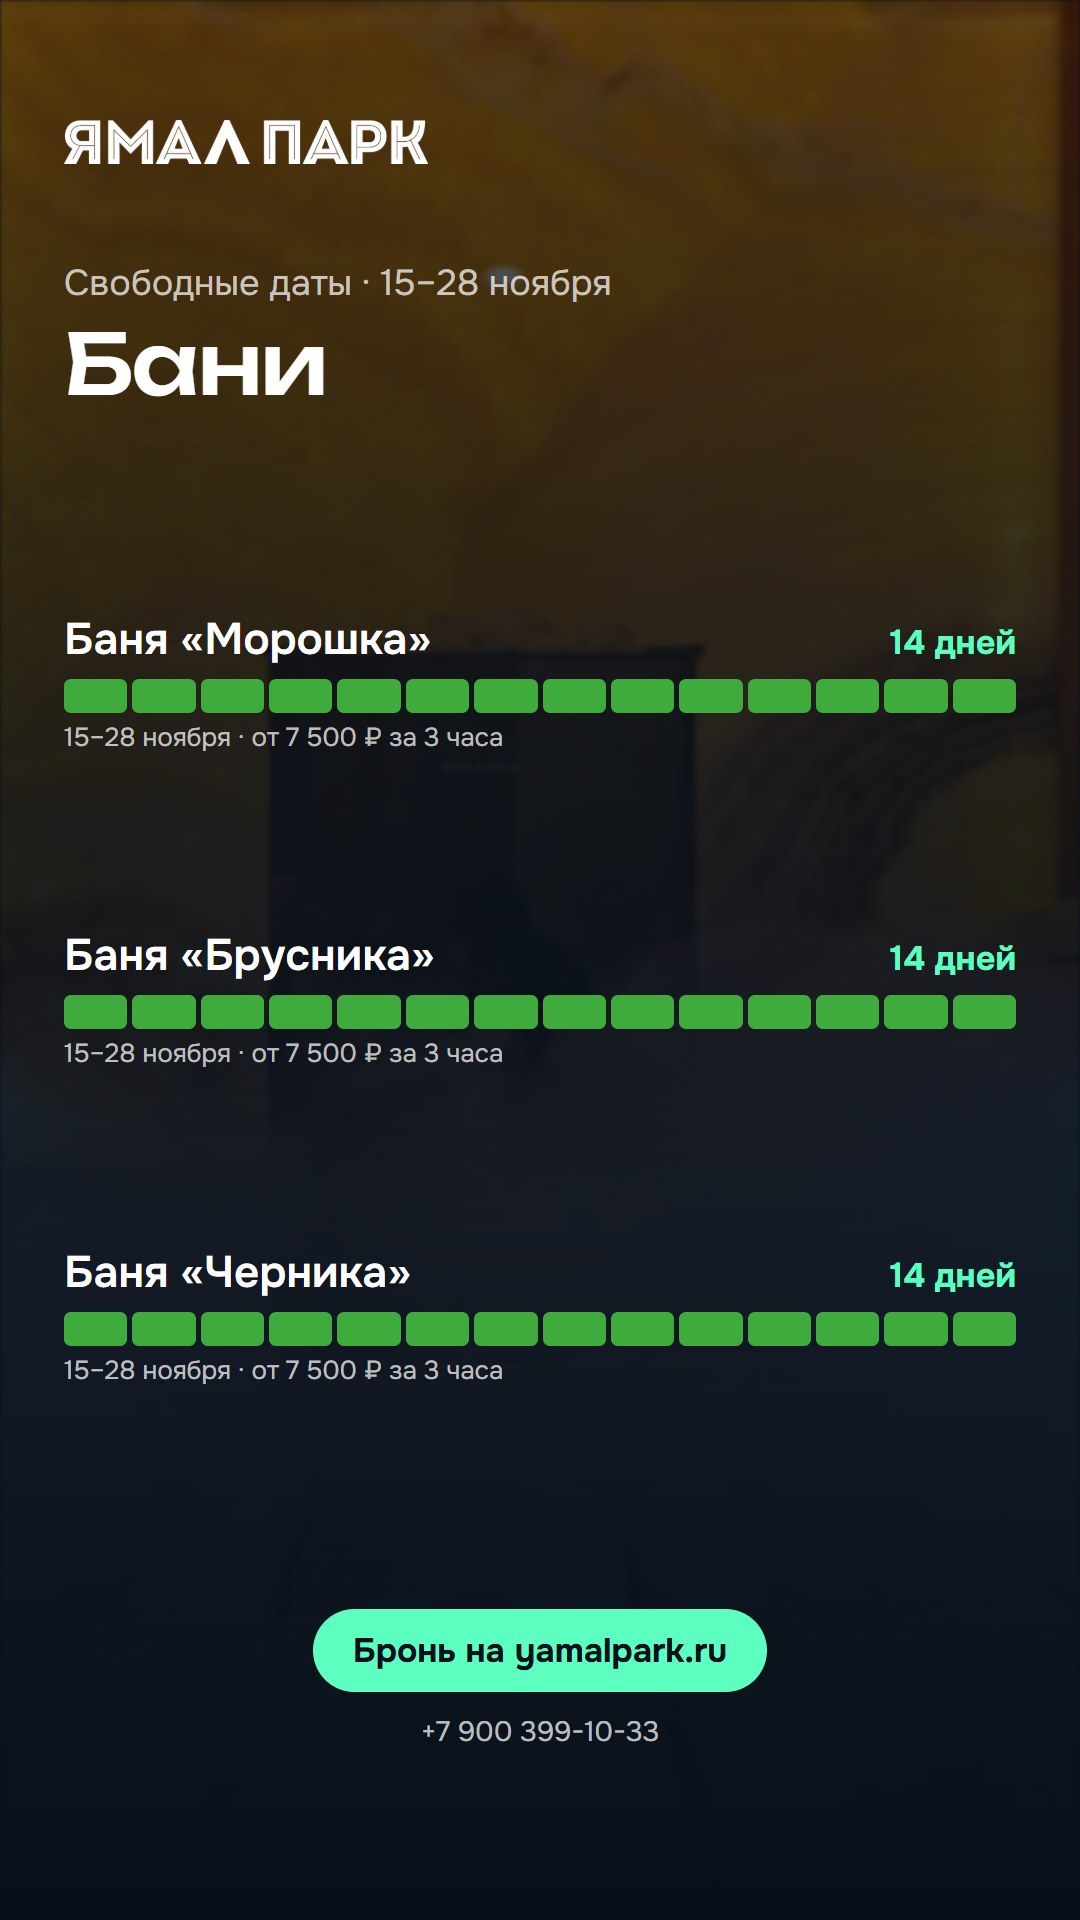 ЯМАЛ ПАРК
Свободные даты · 15–28 ноября
Бани
Баня «Морошка»
14 дней
15–28 ноября · от 7 500 ₽ за 3 часа
Баня «Брусника»
14 дней
15–28 ноября · от 7 500 ₽ за 3 часа
Баня «Черника»
14 дней
15–28 ноября · от 7 500 ₽ за 3 часа
Бронь на yamalpark.ru
+7 900 399-10-33